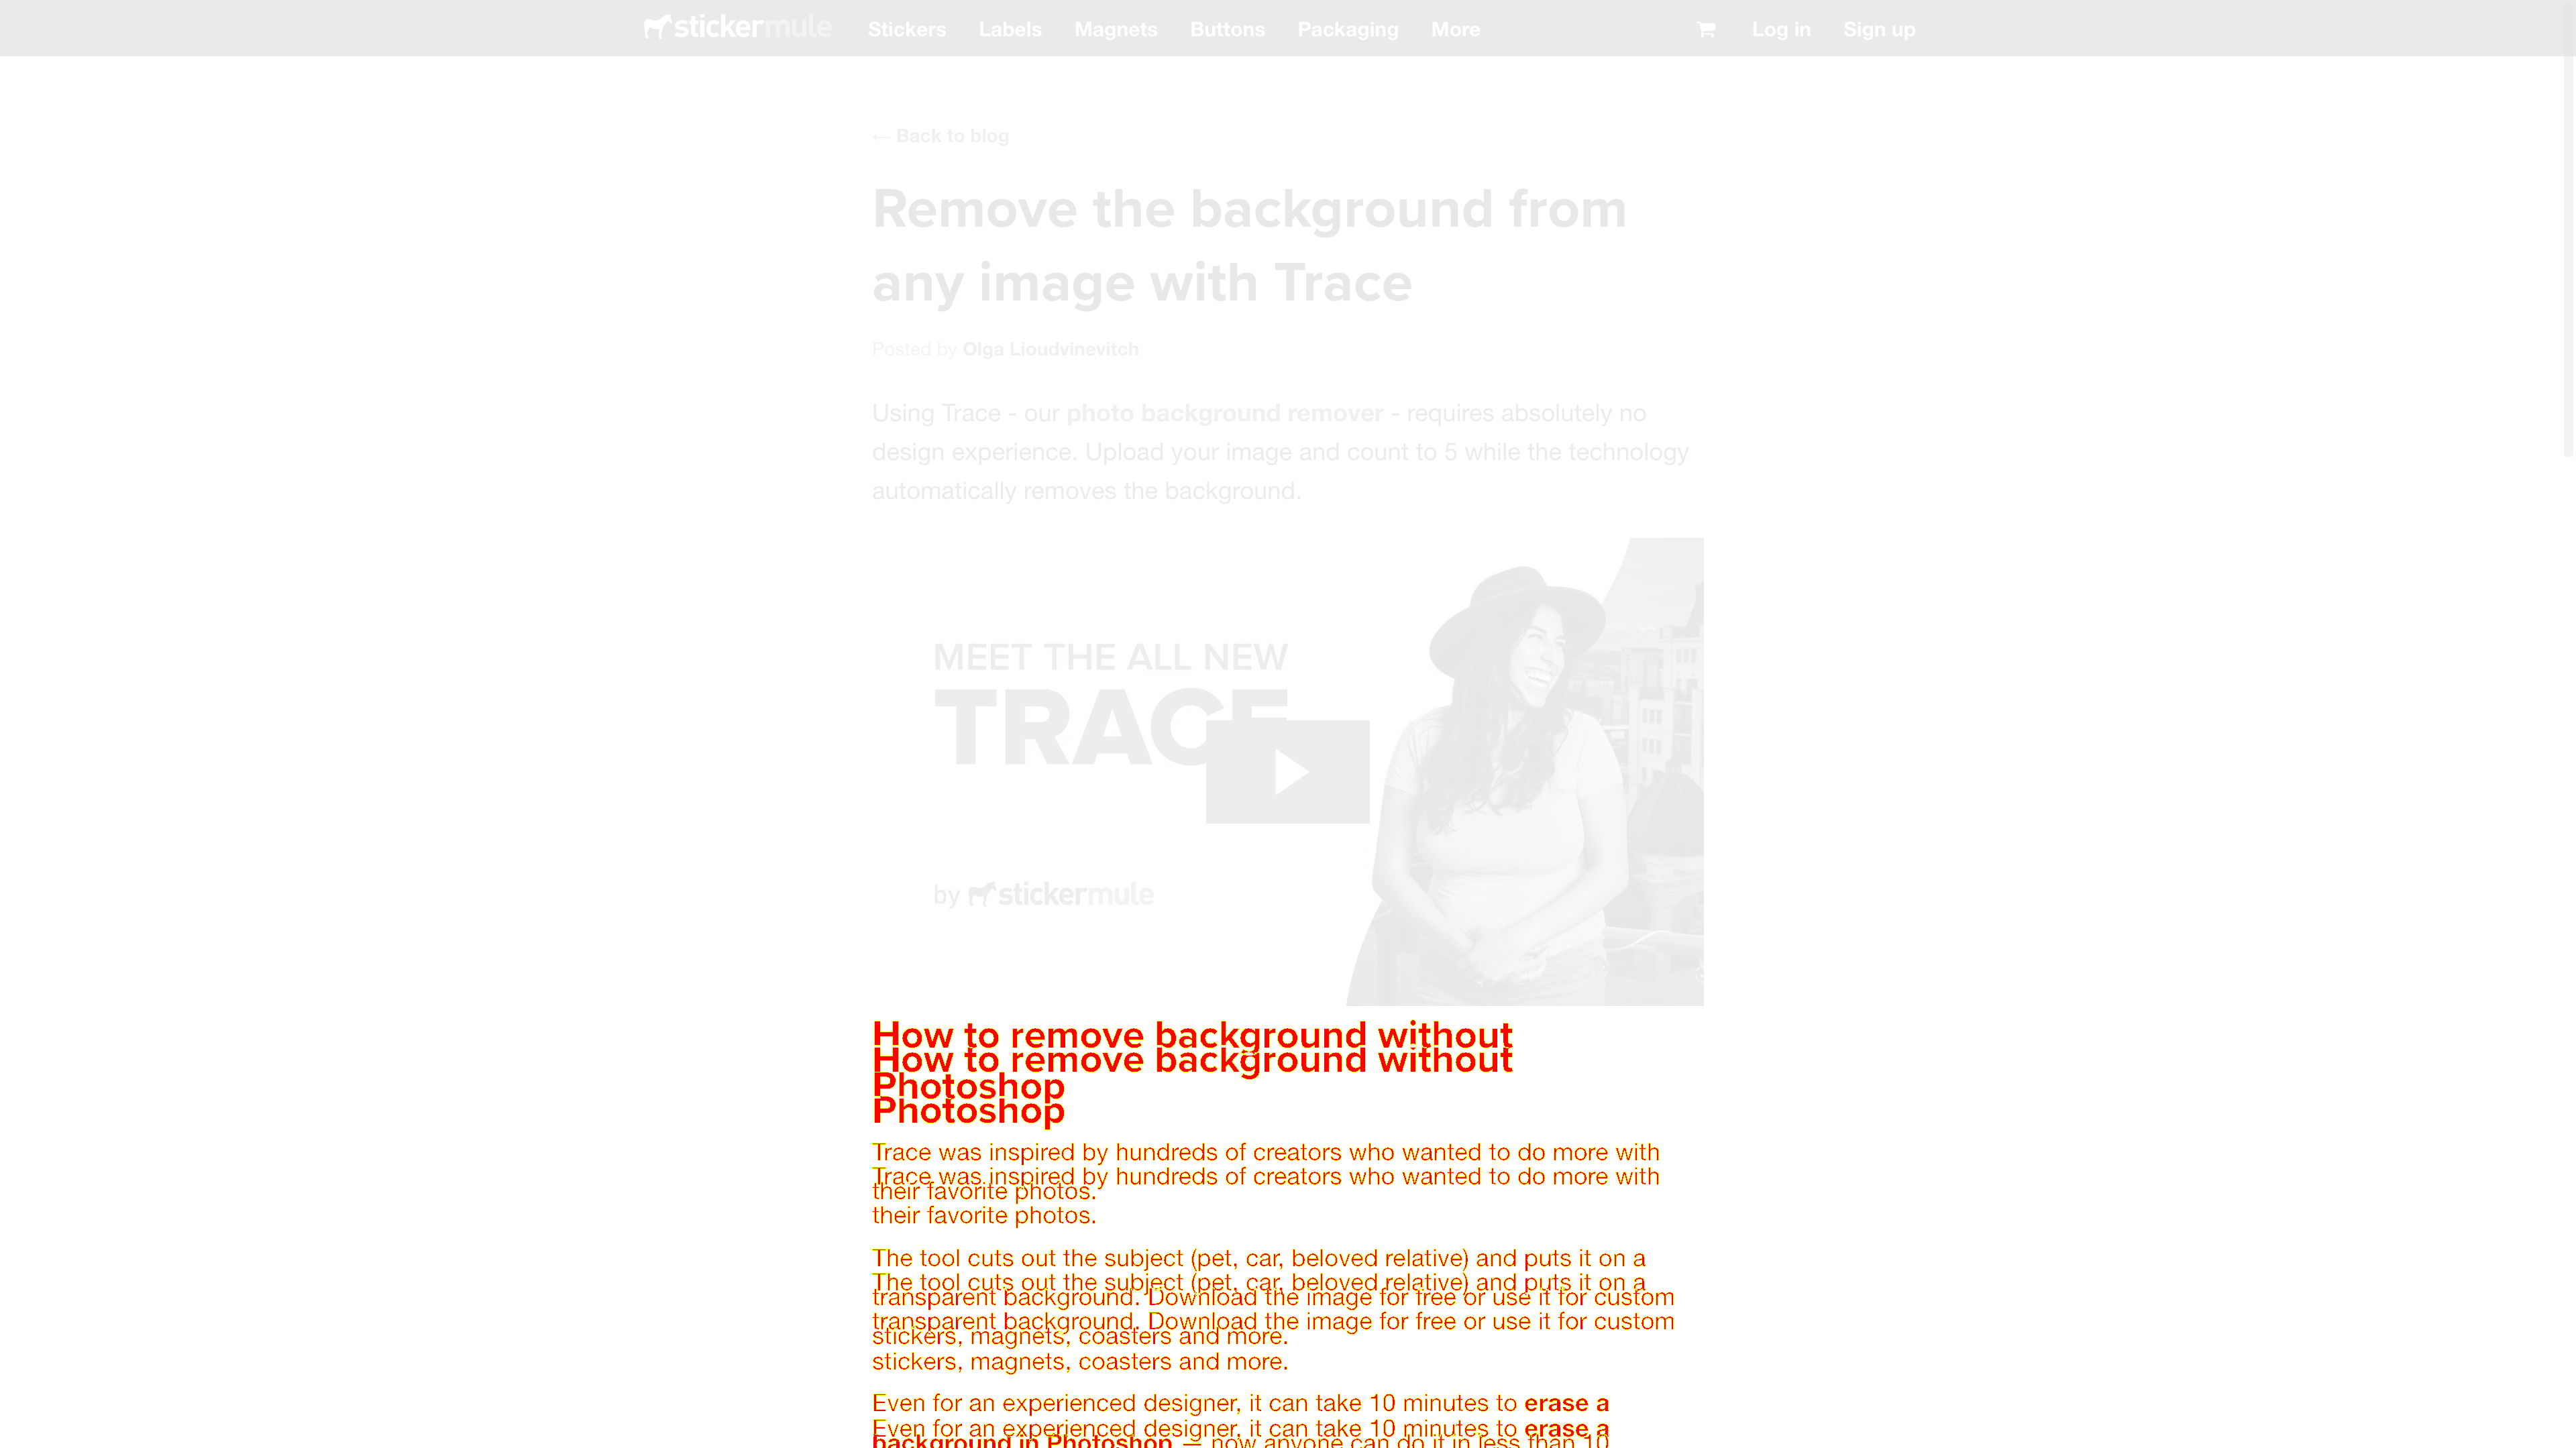 stickermule Stickers Labels Magnets Buttons Packaging More Log in Sign up
← Back to blog
Remove the background from
any image with Trace
Posted by Olga Lioudvinevitch
Using Trace - our photo background remover - requires absolutely no
design experience. Upload your image and count to 5 while the technology
automatically removes the background.
MEET THE ALL NEW
TRACE
by stickermule
How to remove background without
How to remove background without
Photoshop
Photoshop
Trace was inspired by hundreds of creators who wanted to do more with
Trace was inspired by hundreds of creators who wanted to do more with
their favorite photos.
their favorite photos.
The tool cuts out the subject (pet, car, beloved relative) and puts it on a
The tool cuts out the subject (pet, car, beloved relative) and puts it on a
transparent background. Download the image for free or use it for custom
transparent background. Download the image for free or use it for custom
stickers, magnets, coasters and more.
stickers, magnets, coasters and more.
Even for an experienced designer, it can take 10 minutes to erase a
Even for an experienced designer, it can take 10 minutes to erase a
background in Photoshop — now anyone can do it in less than 10